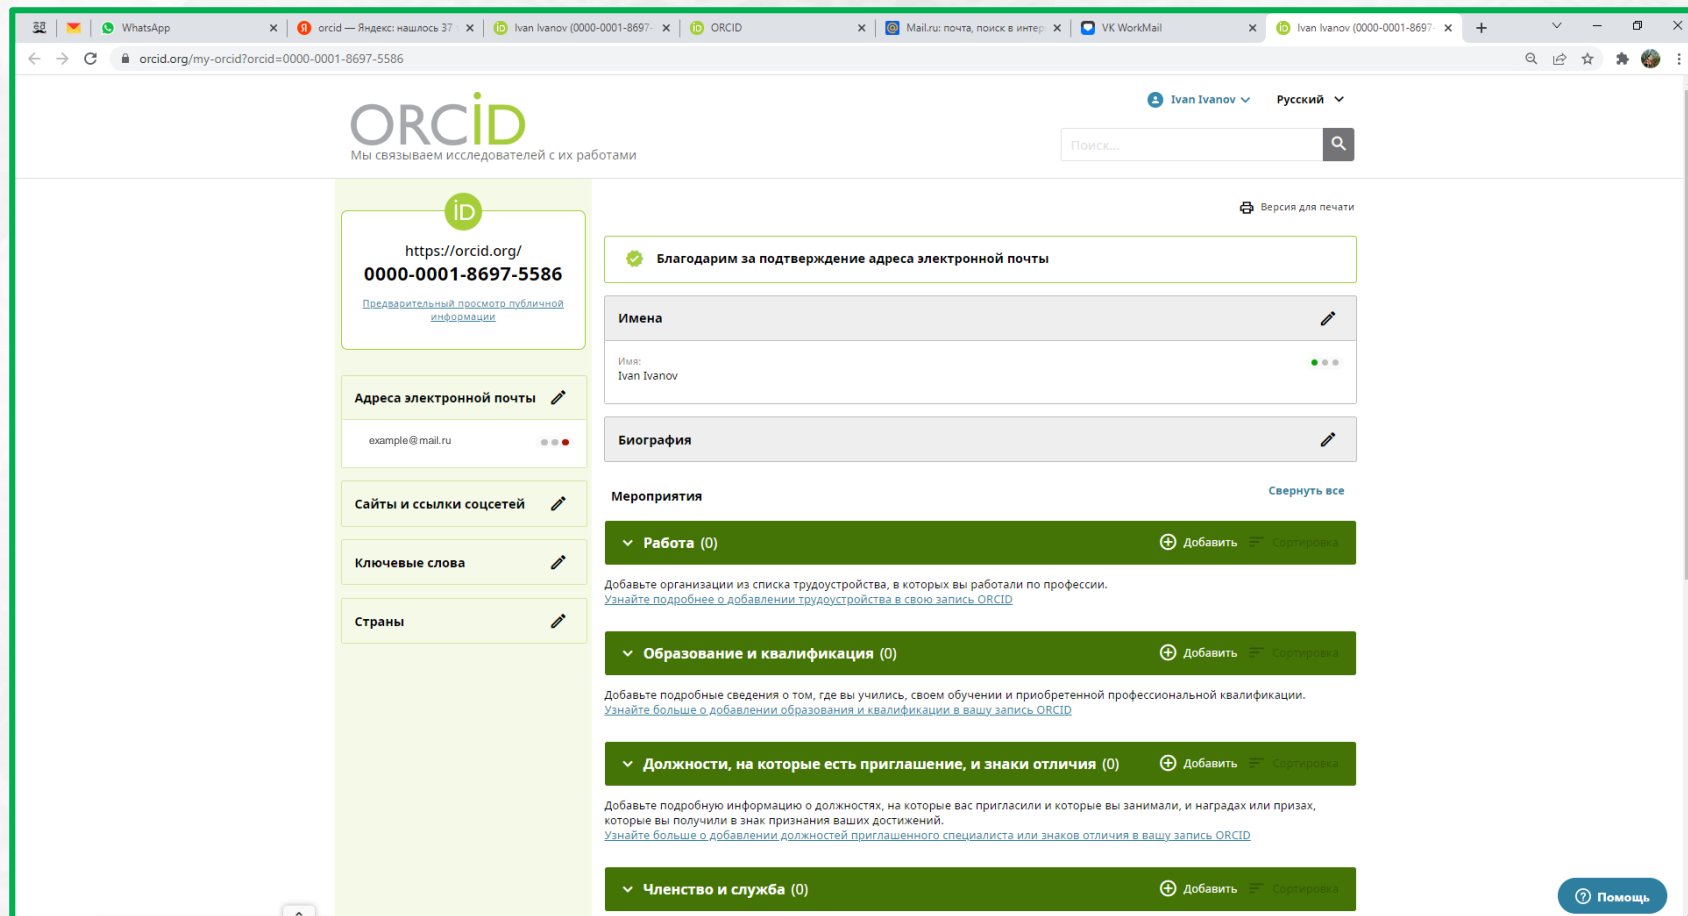 WhatsApp
orcid — Яндекс: нашлось 37
Ivan Ivanov (0000-0001-8697-
ORCID
Mail.ru: почта, поиск в интер
VK WorkMail
Ivan Ivanov (0000-0001-8697-
orcid.org/my-orcid?orcid=0000-0001-8697-5586
ORCID
Мы связываем исследователей с их работами
Ivan Ivanov
Русский
Поиск...
Версия для печати
iD
https://orcid.org/
0000-0001-8697-5586
Предварительный просмотр публичной
информации
Адреса электронной почты
example@mail.ru
Сайты и ссылки соцсетей
Ключевые слова
Страны
Благодарим за подтверждение адреса электронной почты
Имена
Имя:
Ivan Ivanov
Биография
Мероприятия
Свернуть все
Работа (0)
Добавить
Сортировка
Добавьте организации из списка трудоустройства, в которых вы работали по профессии.
Узнайте подробнее о добавлении трудоустройства в свою запись ORCID
Образование и квалификация (0)
Добавить
Сортировка
Добавьте подробные сведения о том, где вы учились, своем обучении и приобретенной профессиональной квалификации.
Узнайте больше о добавлении образования и квалификации в вашу запись ORCID
Должности, на которые есть приглашение, и знаки отличия (0)
Добавить
Сортировка
Добавьте подробную информацию о должностях, на которые вас пригласили и которые вы занимали, и наградах или призах,
которые вы получили в знак признания ваших достижений.
Узнайте больше о добавлении должностей приглашенного специалиста или знаков отличия в вашу запись ORCID
Членство и служба (0)
Добавить
Сортировка
Помощь